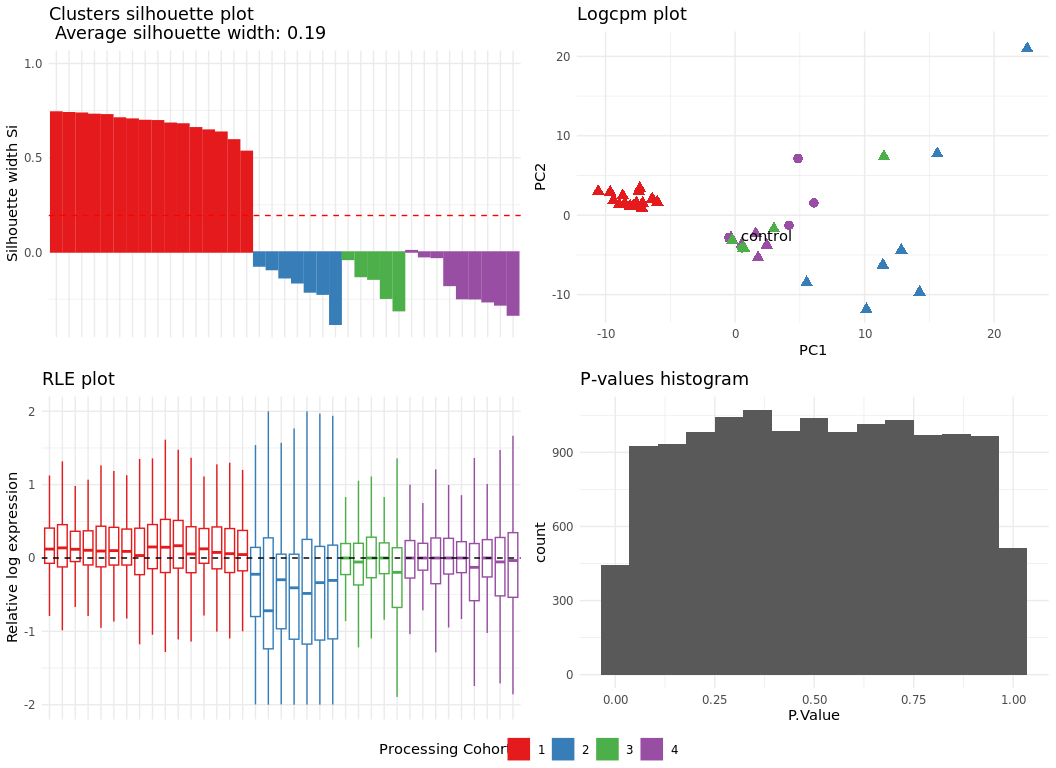 Clusters silhouette plot
Average silhouette width: 0.19
Silhouette width Si
1.0
0.5
0.0
Logcpm plot
PC2
20
10
0
-10
control
-10
0
10
20
PC1
RLE plot
Relative log expression
2
1
0
-1
-2
P-values histogram
count
900
600
300
0
0.00
0.25
0.50
0.75
1.00
P.Value
Processing Cohort
1
2
3
4